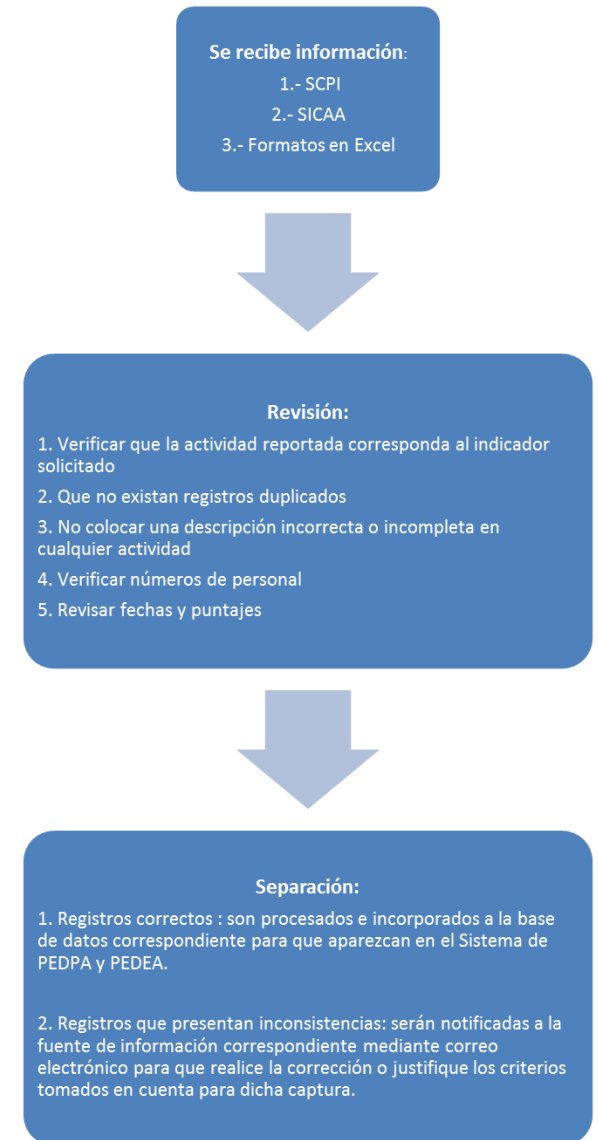 Se recibe información:
1.- SCPI
2.- SICAA
3.- Formatos en Excel
Revisión:
1. Verificar que la actividad reportada corresponda al indicador
solicitado
2. Que no existan registros duplicados
3. No colocar una descripción incorrecta o incompleta en
cualquier actividad
4. Verificar números de personal
5. Revisar fechas y puntajes
Separación:
1. Registros correctos : son procesados e incorporados a la base
de datos correspondiente para que aparezcan en el Sistema de
PEDPA y PEDEA.
2. Registros que presentan inconsistencias: serán notificadas a la
fuente de información correspondiente mediante correo
electrónico para que realice la corrección o justifique los criterios
tomados en cuenta para dicha captura.